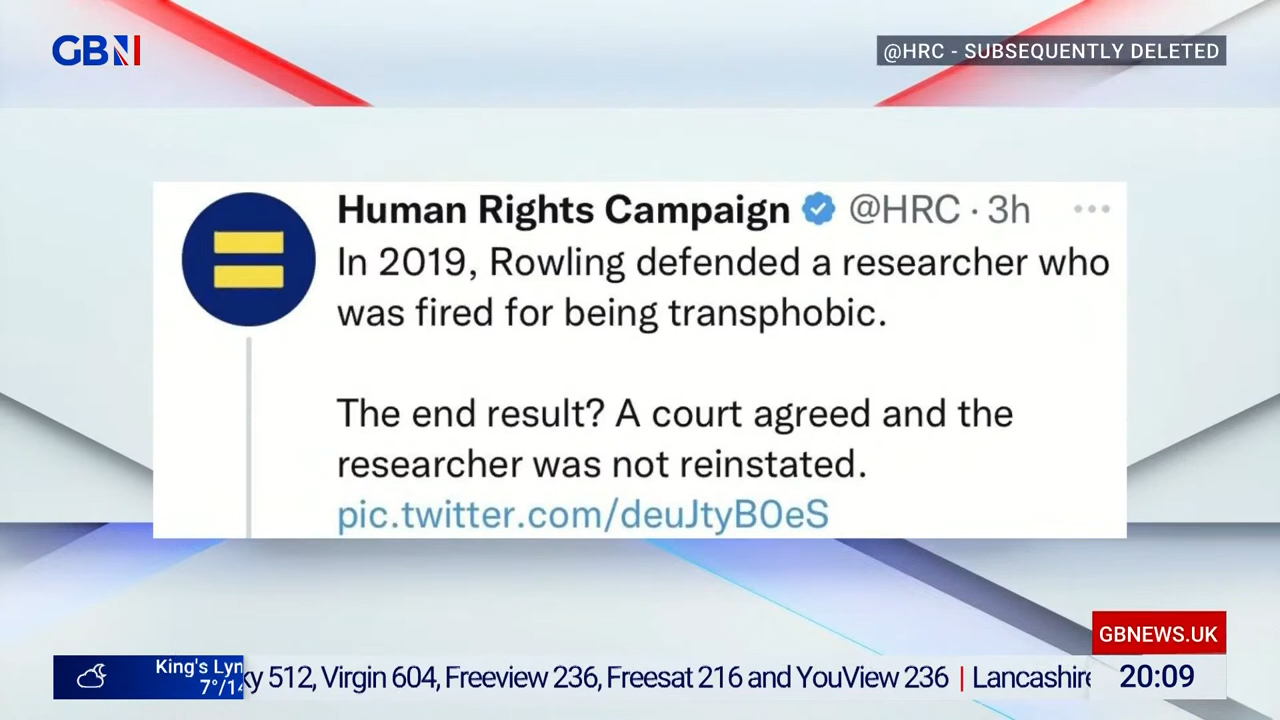 GBN
@HRC - SUBSEQUENTLY DELETED
Human Rights Campaign @HRC · 3h
In 2019, Rowling defended a researcher who
was fired for being transphobic.
The end result? A court agreed and the
researcher was not reinstated.
pic.twitter.com/deuJtyB0eS
GBNEWS.UK
King's Lyn
7°/14
ky 512, Virgin 604, Freeview 236, Freesat 216 and YouView 236 | Lancashire
20:09